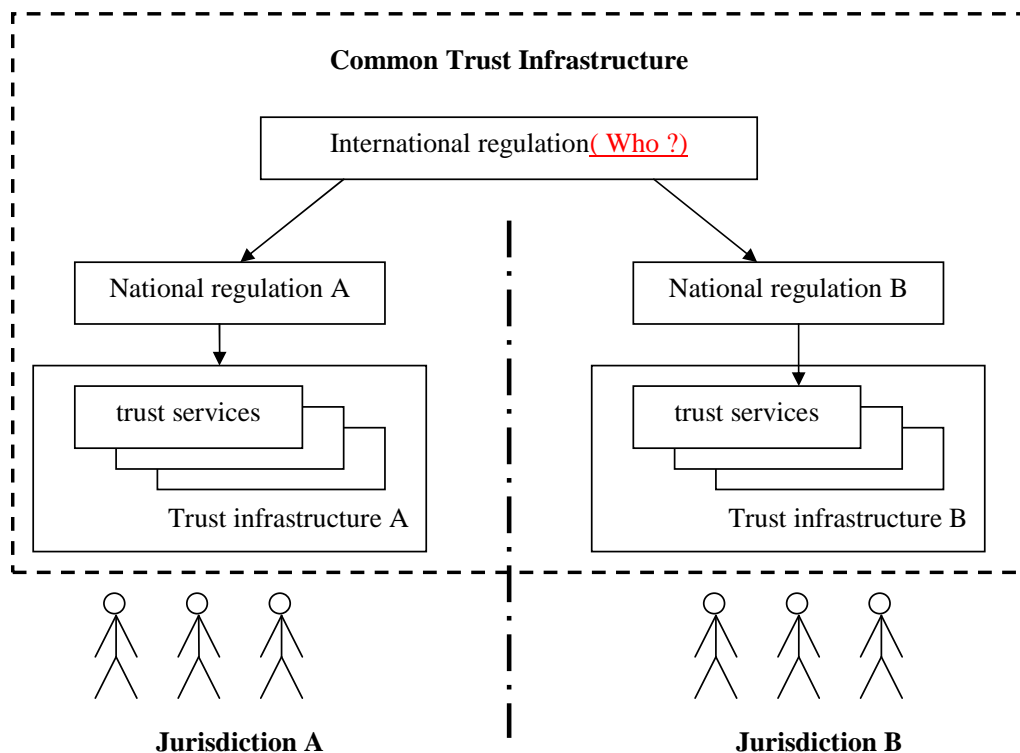 Common Trust Infrastructure
International regulation( Who ?)
National regulation A
National regulation B
trust services
trust services
Trust infrastructure A
Trust infrastructure B
Jurisdiction A
Jurisdiction B